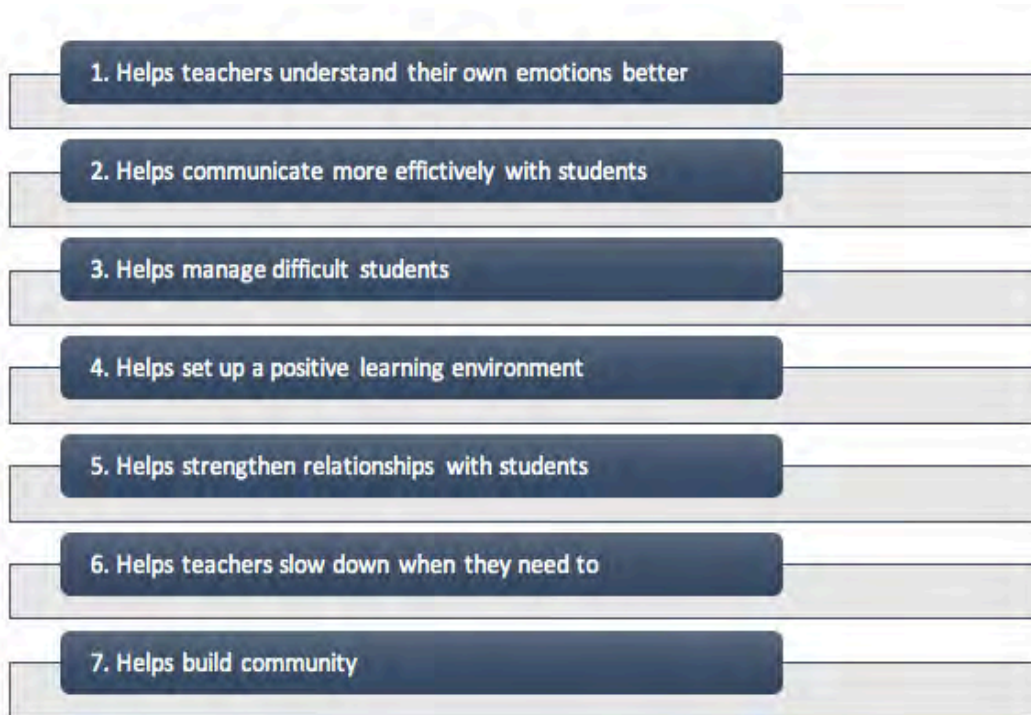 1. Helps teachers understand their own emotions better
2. Helps communicate more effictively with students
3. Helps manage difficult students
4. Helps set up a positive learning environment
5. Helps strengthen relationships with students
6. Helps teachers slow down when they need to
7. Helps build community